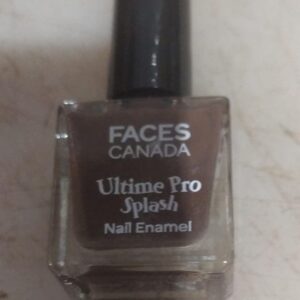 FACES
CANADA
Ultime Pro
Splash
Nail Enamel